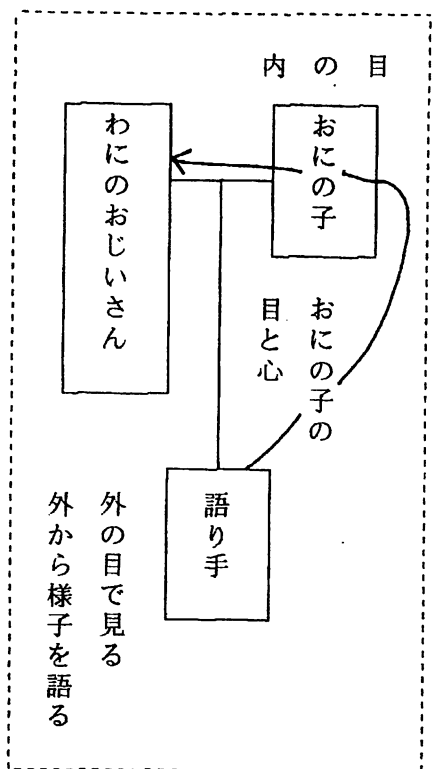 内の目
おにの子
わにのおじいさん
おにの子の
目と心
語り手
外の目で見る
外から様子を語る